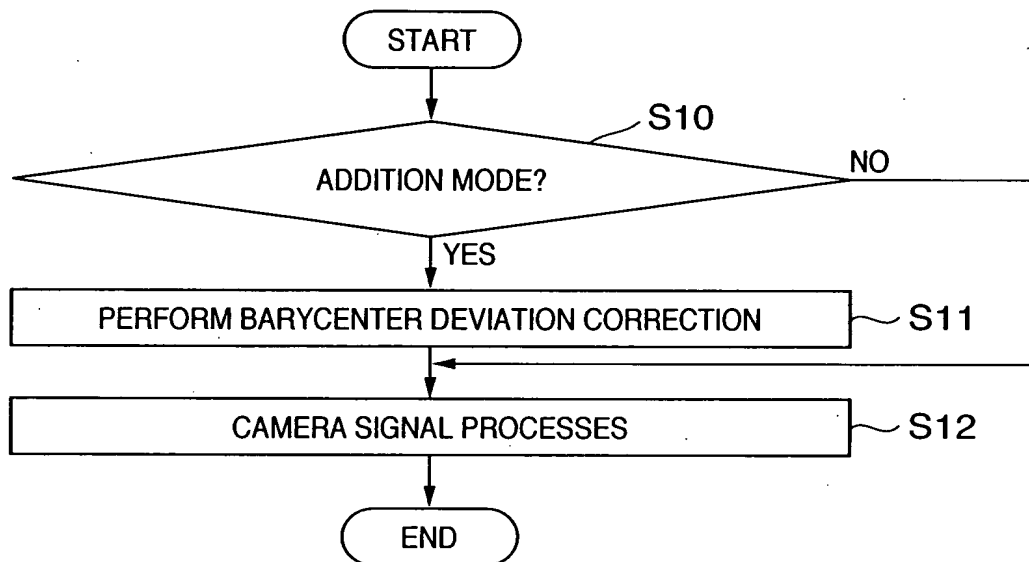 START
S10
ADDITION MODE?
NO
YES
PERFORM BARYCENTER DEVIATION CORRECTION
S11
CAMERA SIGNAL PROCESSES
S12
END